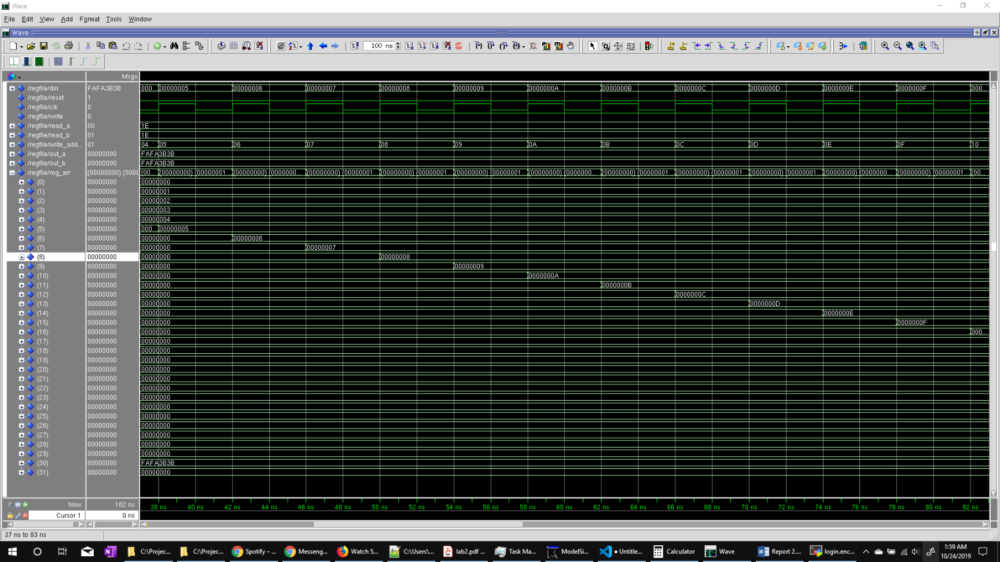 Wave
File Edit View Add Format Tools Window
Wave
100 ns
Msgs
/regfile/din FAFA3B3B 000... 00000005 00000006 00000007 00000008 00000009 0000000A 0000000B 0000000C 0000000D 0000000E 0000000F 000...
/regfile/reset 1
/regfile/clk 0
/regfile/write 0
/regfile/read_a 00 1E
/regfile/read_b 01 1E
/regfile/write_add... 01 04 05 06 07 08 09 0A 0B 0C 0D 0E 0F 10
/regfile/out_a 00000000 FAFA3B3B
/regfile/out_b 00000000 FAFA3B3B
/regfile/reg_arr {00000000} {0000 {00... {00000000} {00000001... {00000000} {0000000... {00000000} {00000001... {00000000} {00000001... {00000000} {00000001... {00000000} {0000000... {00000000} {00000001... {00000000} {00000001... {00000000} {00000001... {00000000} {0000000... {00000000} {00000001... {00...
(0) 00000000 00000000
(1) 00000000 00000001
(2) 00000000 00000002
(3) 00000000 00000003
(4) 00000000 00000004
(5) 00000000 000... 00000005
(6) 00000000 00000000 00000006
(7) 00000000 00000000 00000007
(8) 00000000 00000000 00000008
(9) 00000000 00000000 00000009
(10) 00000000 00000000 0000000A
(11) 00000000 00000000 0000000B
(12) 00000000 00000000 0000000C
(13) 00000000 00000000 0000000D
(14) 00000000 00000000 0000000E
(15) 00000000 00000000 0000000F
(16) 00000000 00000000 000...
(17) 00000000 00000000
(18) 00000000 00000000
(19) 00000000 00000000
(20) 00000000 00000000
(21) 00000000 00000000
(22) 00000000 00000000
(23) 00000000 00000000
(24) 00000000 00000000
(25) 00000000 00000000
(26) 00000000 00000000
(27) 00000000 00000000
(28) 00000000 00000000
(29) 00000000 00000000
(30) 00000000 FAFA3B3B
(31) 00000000 00000000
Now 182 ns
38 ns 40 ns 42 ns 44 ns 46 ns 48 ns 50 ns 52 ns 54 ns 56 ns 58 ns 60 ns 62 ns 64 ns 66 ns 68 ns 70 ns 72 ns 74 ns 76 ns 78 ns 80 ns 82 ns
Cursor 1 0 ns
37 ns to 83 ns
C:\Projec... C:\Projec... Spotify – ... Messeng... Watch S... C:\Users\... lab2.pdf ... Task Ma... ModelSi... • Untitle... Calculator Wave Report 2.... login.enc... 1:59 AM
10/24/2019